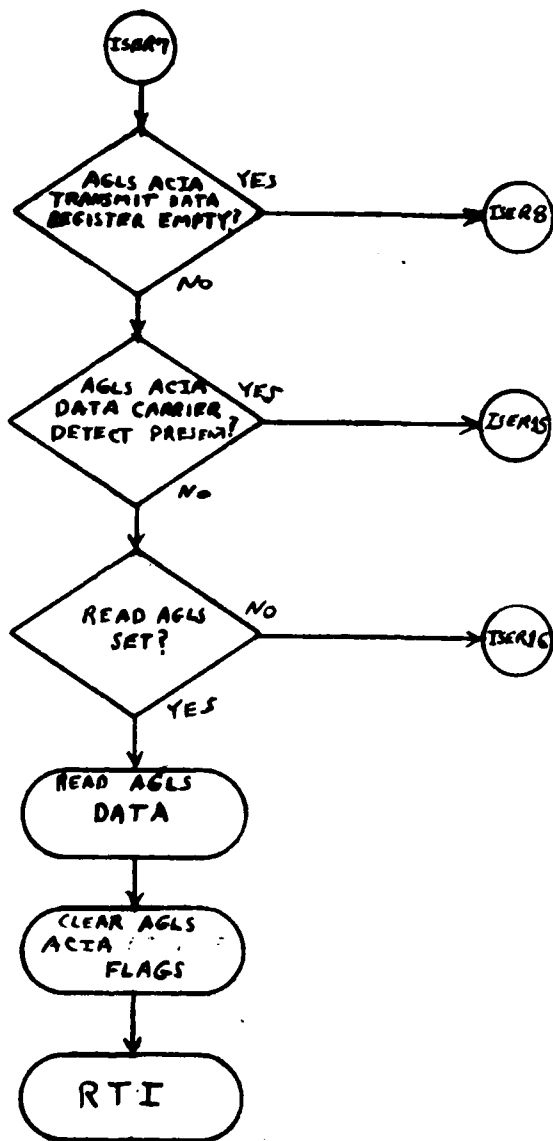 ISER7
AGLS ACIA
TRANSMIT DATA
REGISTER EMPTY?
YES
ISER8
NO
AGLS ACIA
DATA CARRIER
DETECT PRESENT?
YES
ISER15
NO
READ AGLS
SET?
NO
ISER16
YES
READ AGLS
DATA
CLEAR AGLS
ACIA
FLAGS
RTI